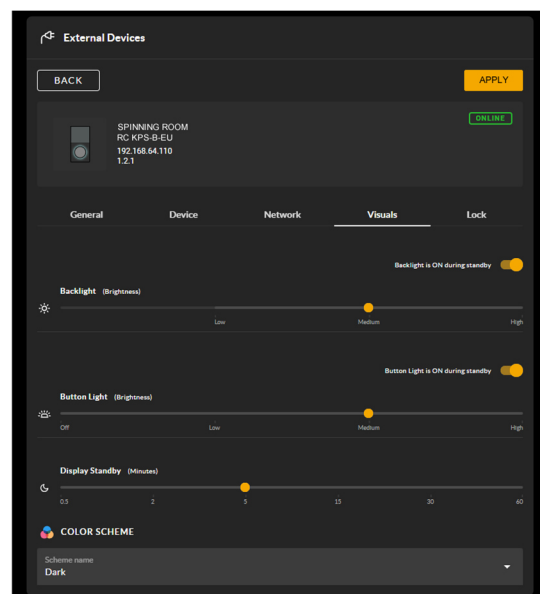 External Devices
BACK
APPLY
ONLINE
SPINNING ROOM
RC KPS-B-EU
192.168.64.110
1.2.1
General Device Network Visuals Lock
Backlight is ON during standby
Backlight (Brightness)
Low Medium High
Button Light is ON during standby
Button Light (Brightness)
Off Low Medium High
Display Standby (Minutes)
0.5 2 5 15 30 60
COLOR SCHEME
Scheme name
Dark